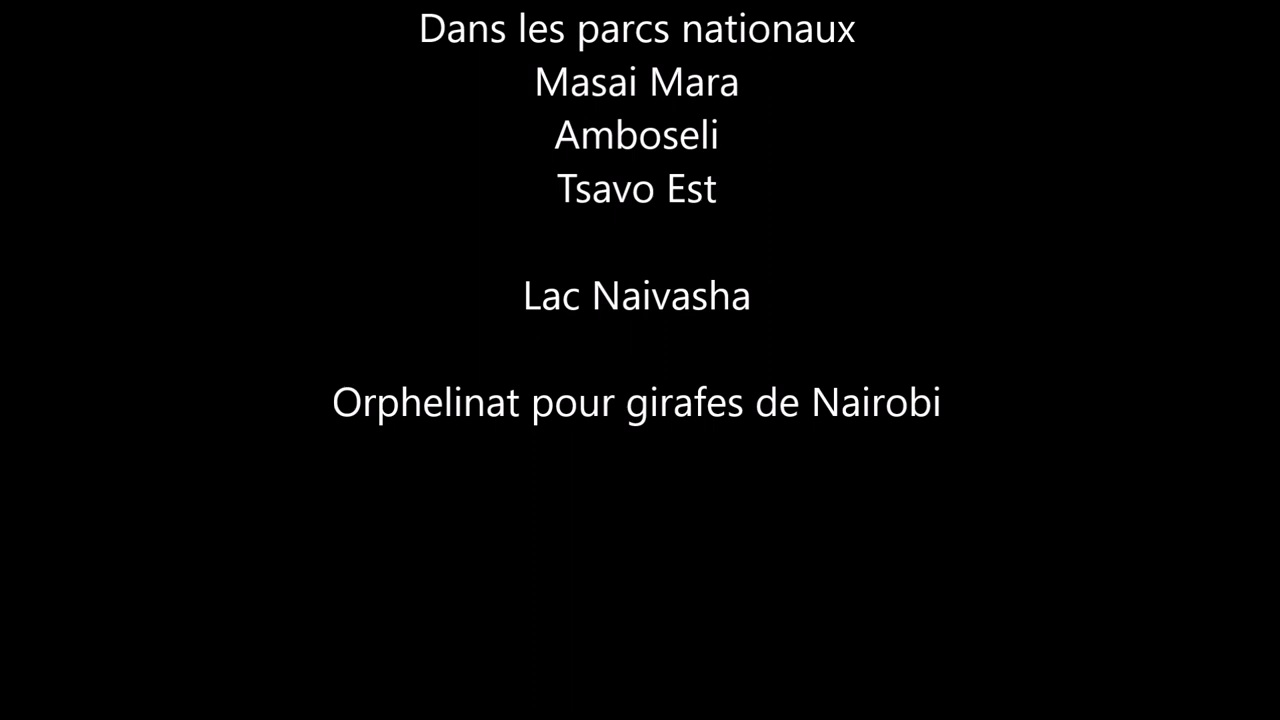 Dans les parcs nationaux
Masai Mara
Amboseli
Tsavo Est
Lac Naivasha
Orphelinat pour girafes de Nairobi